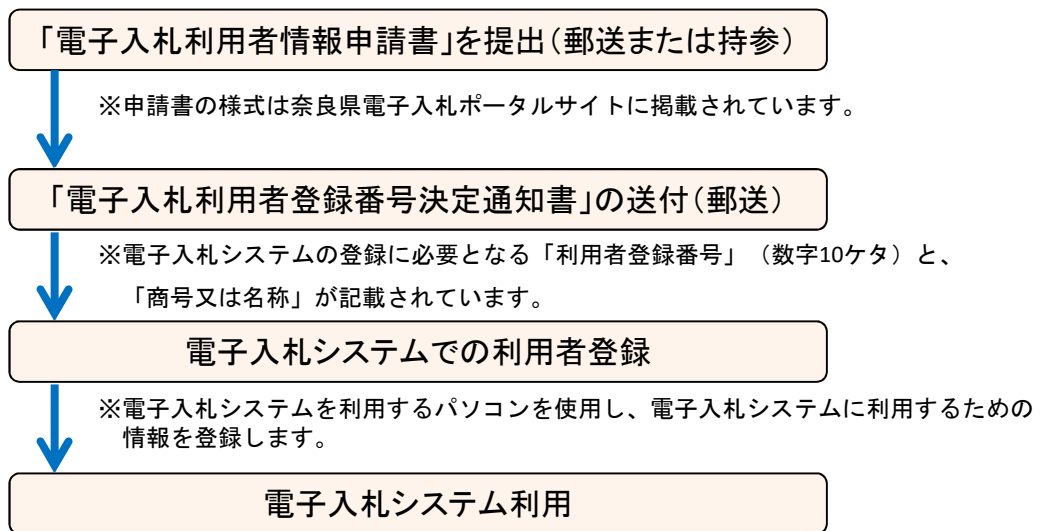 「電子入札利用者情報申請書」を提出（郵送または持参）
※申請書の様式は奈良県電子入札ポータルサイトに掲載されています。
「電子入札利用者登録番号決定通知書」の送付（郵送）
※電子入札システムの登録に必要となる「利用者登録番号」（数字10ケタ）と、
「商号又は名称」が記載されています。
電子入札システムでの利用者登録
※電子入札システムを利用するパソコンを使用し、電子入札システムに利用するための
情報を登録します。
電子入札システム利用